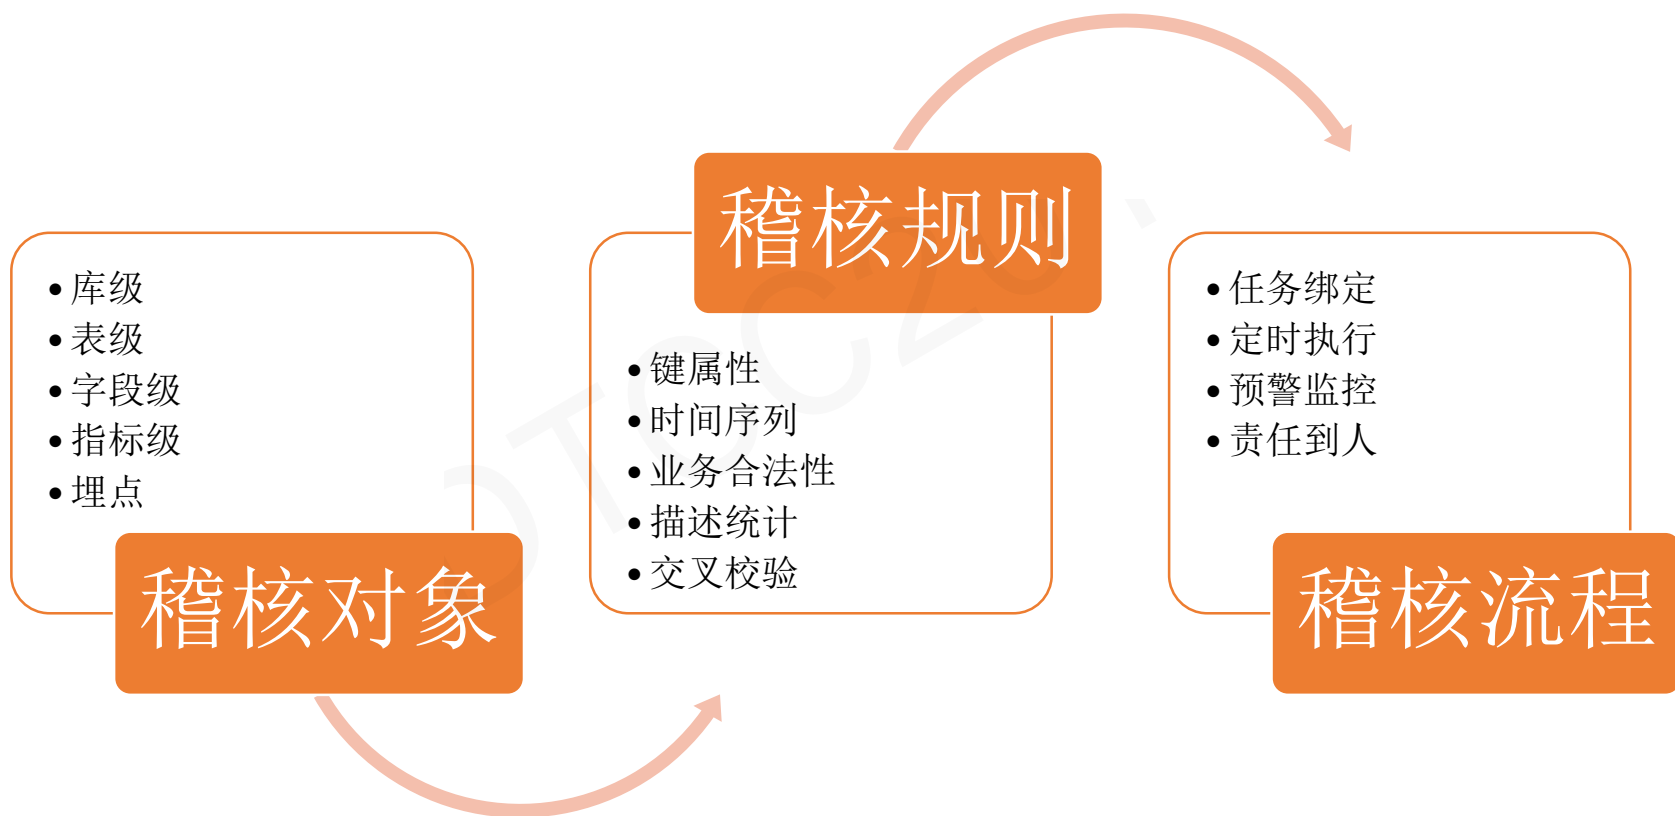 库级
表级
字段级
指标级
埋点
稽核对象
稽核规则
键属性
时间序列
业务合法性
描述统计
交叉校验
任务绑定
定时执行
预警监控
责任到人
稽核流程